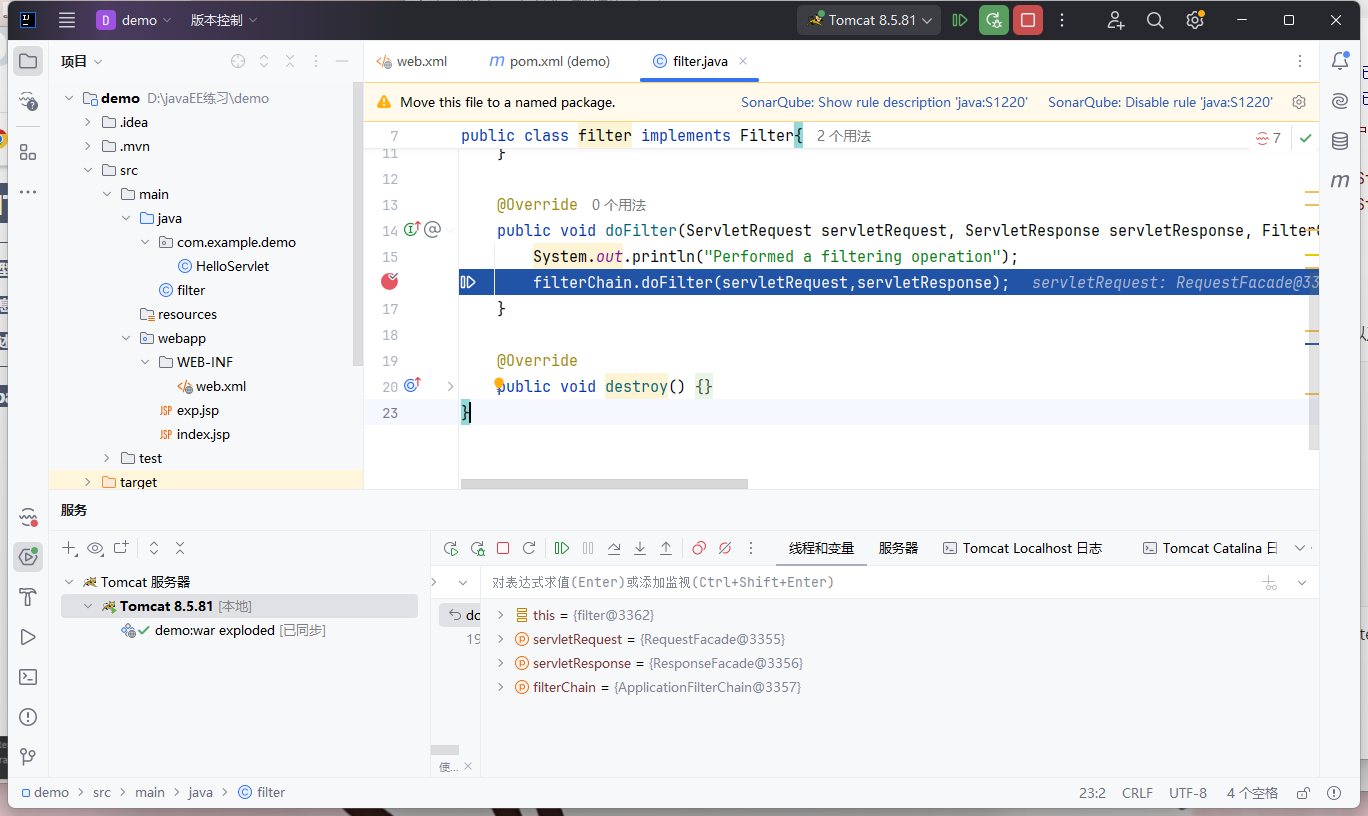 D demo 版本控制 Tomcat 8.5.81
项目
web.xml pom.xml (demo) filter.java
demo D:\javaEE练习\demo
.idea
.mvn
src
main
java
com.example.demo
HelloServlet
filter
resources
webapp
WEB-INF
web.xml
JSP exp.jsp
JSP index.jsp
test
target
Move this file to a named package. SonarQube: Show rule description 'java:S1220' SonarQube: Disable rule 'java:S1220'
7 public class filter implements Filter{ 2 个用法 7
11 }
12
13 @Override 0 个用法
14 public void doFilter(ServletRequest servletRequest, ServletResponse servletResponse, Filter
15 System.out.println("Performed a filtering operation");
filterChain.doFilter(servletRequest,servletResponse); servletRequest: RequestFacade@33
17 }
18
19 @Override
20 public void destroy() {}
23 }
服务
线程和变量 服务器 Tomcat Localhost 日志 Tomcat Catalina
Tomcat 服务器
Tomcat 8.5.81 [本地]
demo:war exploded [已同步]
对表达式求值(Enter)或添加监视(Ctrl+Shift+Enter)
do
19
this = {filter@3362}
servletRequest = {RequestFacade@3355}
servletResponse = {ResponseFacade@3356}
filterChain = {ApplicationFilterChain@3357}
使...
demo > src > main > java > filter
23:2 CRLF UTF-8 4 个空格